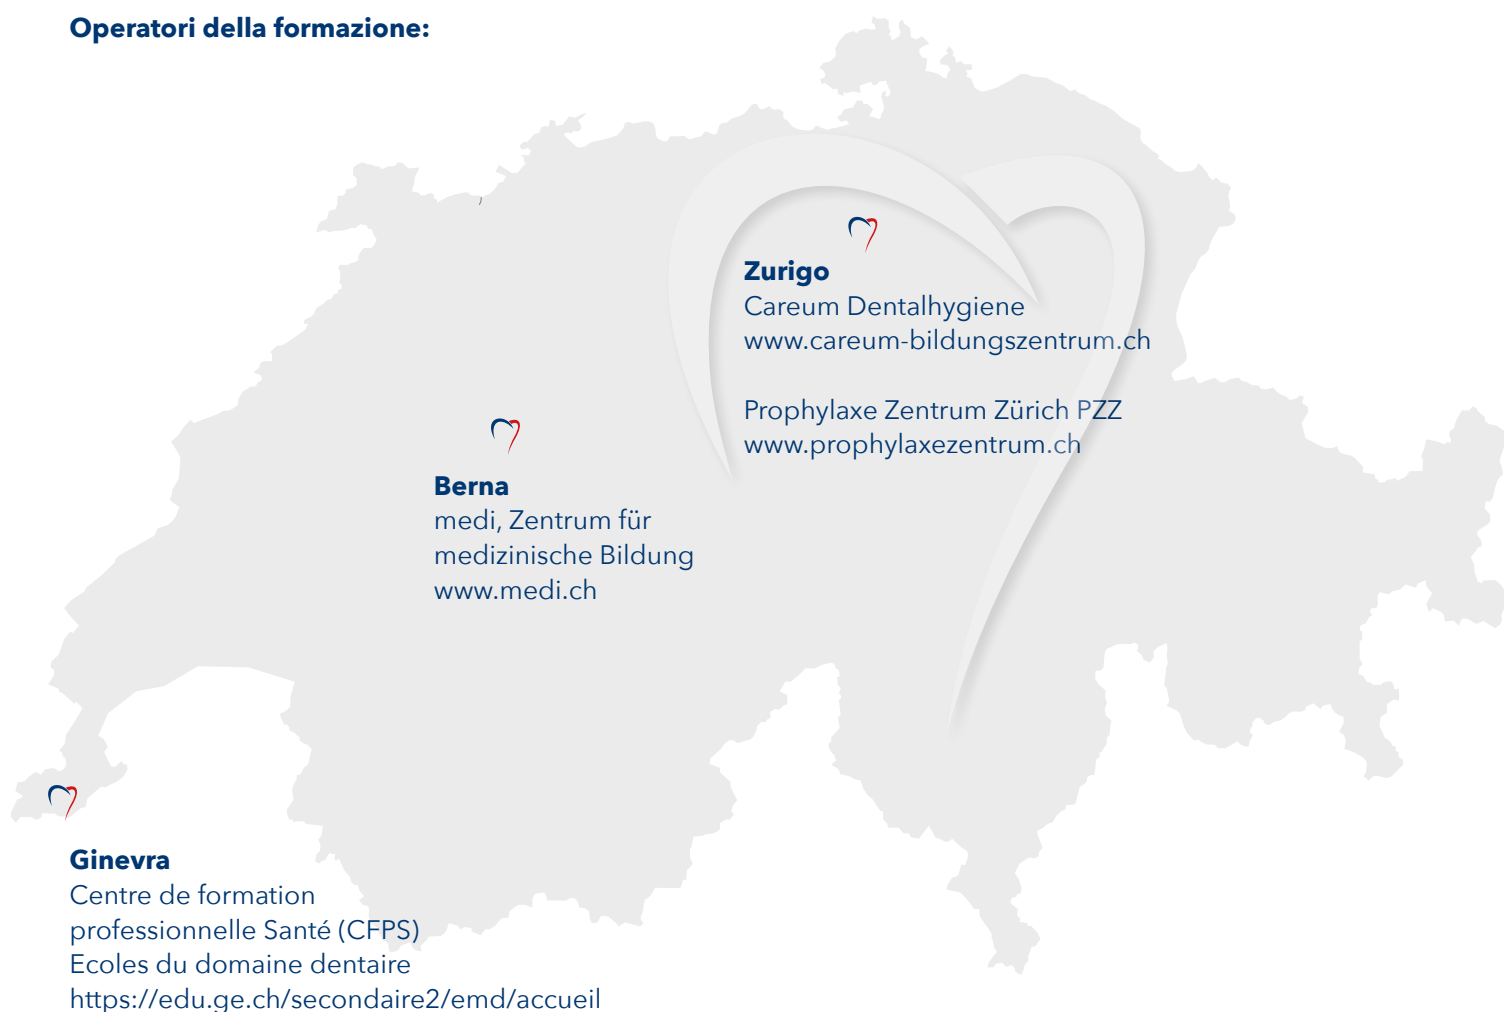 Operatori della formazione:
Zurigo
Careum Dentalhygiene
www.careum-bildungszentrum.ch
Prophylaxe Zentrum Zürich PZZ
www.prophylaxezentrum.ch
Berna
medi, Zentrum für
medizinische Bildung
www.medi.ch
Ginevra
Centre de formation
professionnelle Santé (CFPS)
Ecoles du domaine dentaire
https://edu.ge.ch/secondaire2/emd/accueil